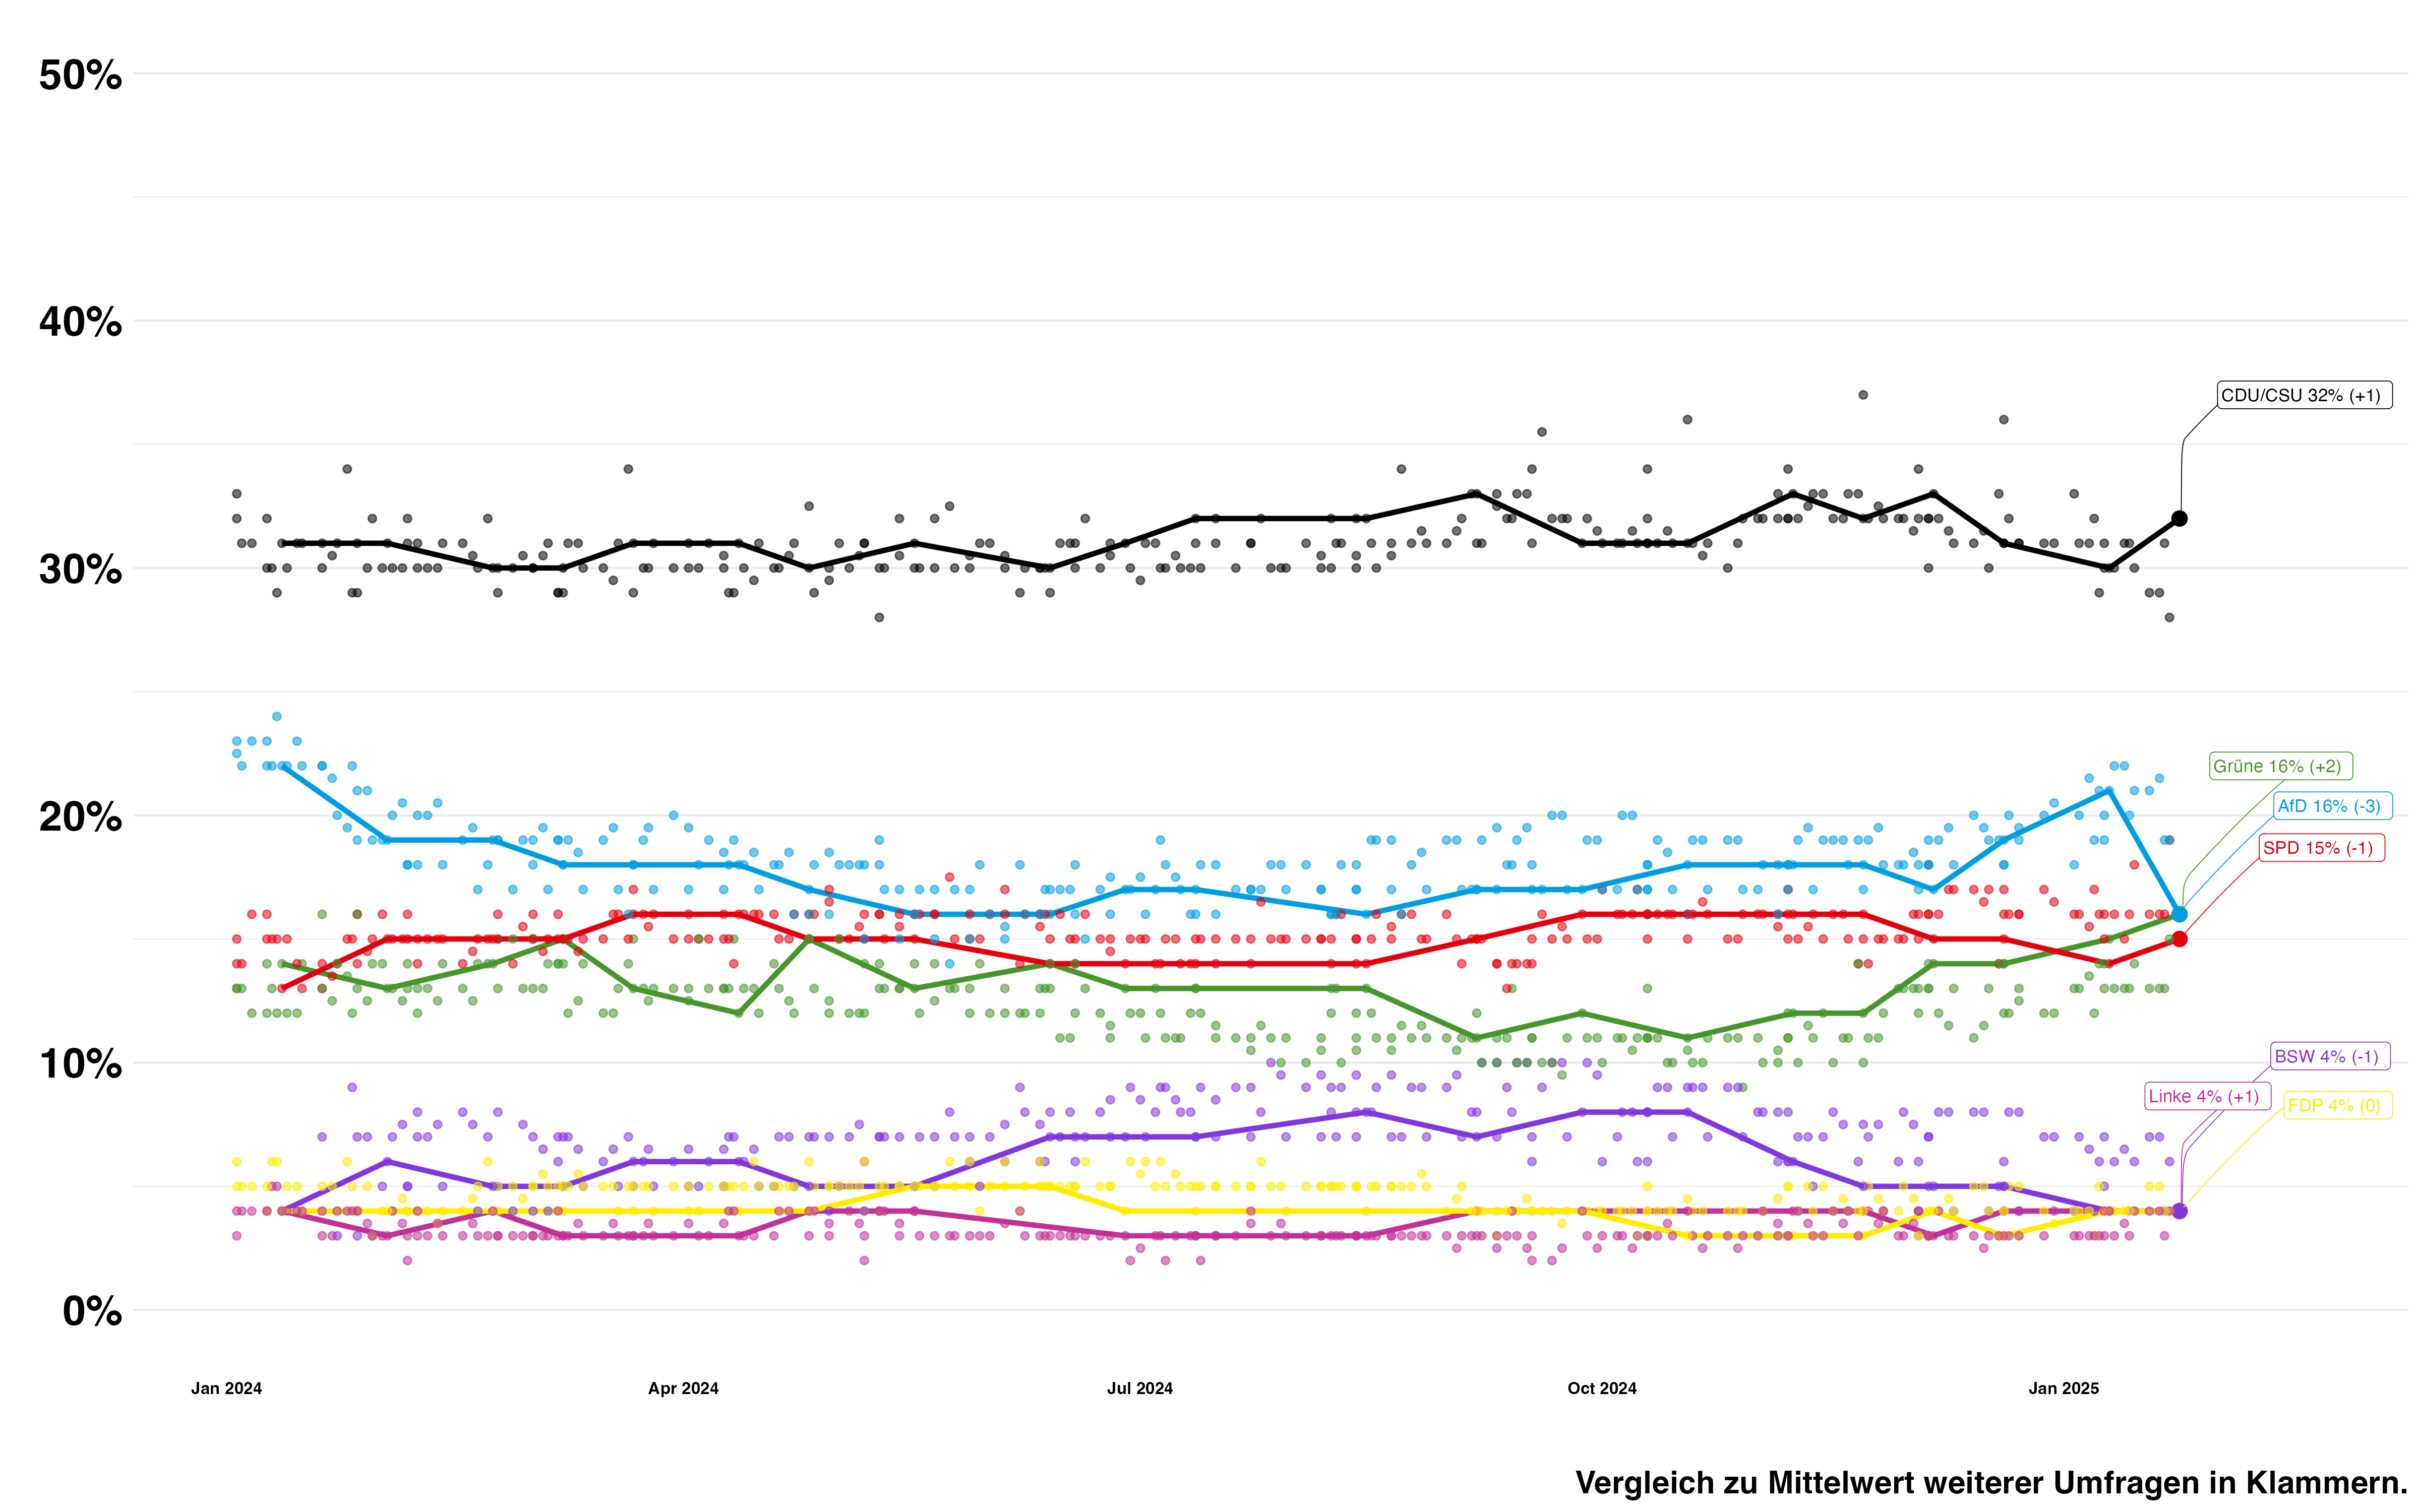 50%
40%
CDU/CSU 32% (+1)
30%
Grüne 16% (+2)
AfD 16% (-3)
20%
SPD 15% (-1)
10%
BSW 4% (-1)
Linke 4% (+1)
FDP 4% (0)
0%
Jan 2024 Apr 2024 Jul 2024 Oct 2024 Jan 2025
Vergleich zu Mittelwert weiterer Umfragen in Klammern.